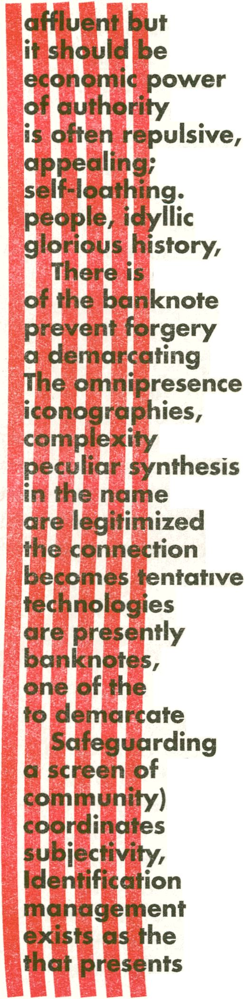 affluent but
it should be
economic power
of authority
is often repulsive,
appealing;
self-loathing.
people, idyllic
glorious history,
There is
of the banknote
prevent forgery
a demarcating
The omnipresence
iconographies,
complexity
peculiar synthesis
in the name
are legitimized
the connection
becomes tentative
technologies
are presently
banknotes,
one of the
to demarcate
Safeguarding
a screen of
community)
coordinates
subjectivity,
Identification
management
exists as the
that presents